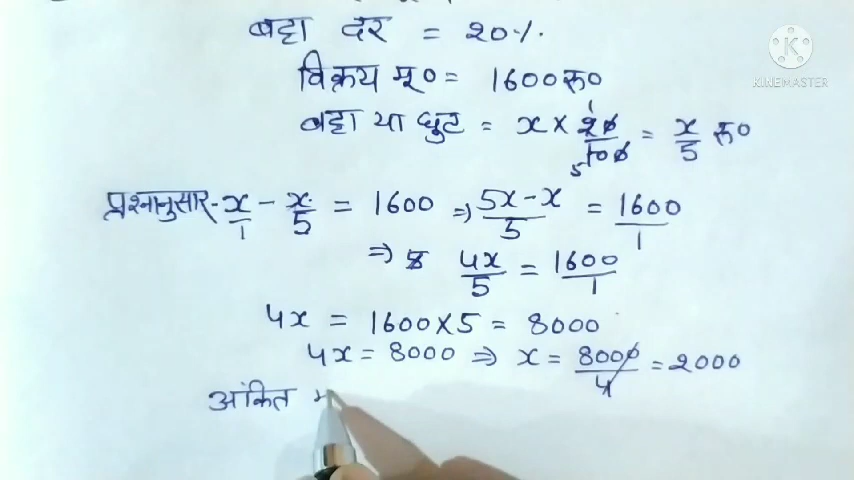 K
KINEMASTER
बट्टा दर = 20%.
विक्रय मू० = 1600 रू०
बट्टा या छुट = x × 20/100 = x/5 रू०
प्रश्नानुसार- x/1 - x/5 = 1600 ⇒ 5x-x/5 = 1600/1
⇒ 4x/5 = 1600/1
4x = 1600×5 = 8000
4x = 8000 ⇒ x = 8000/4 = 2000
अंकित